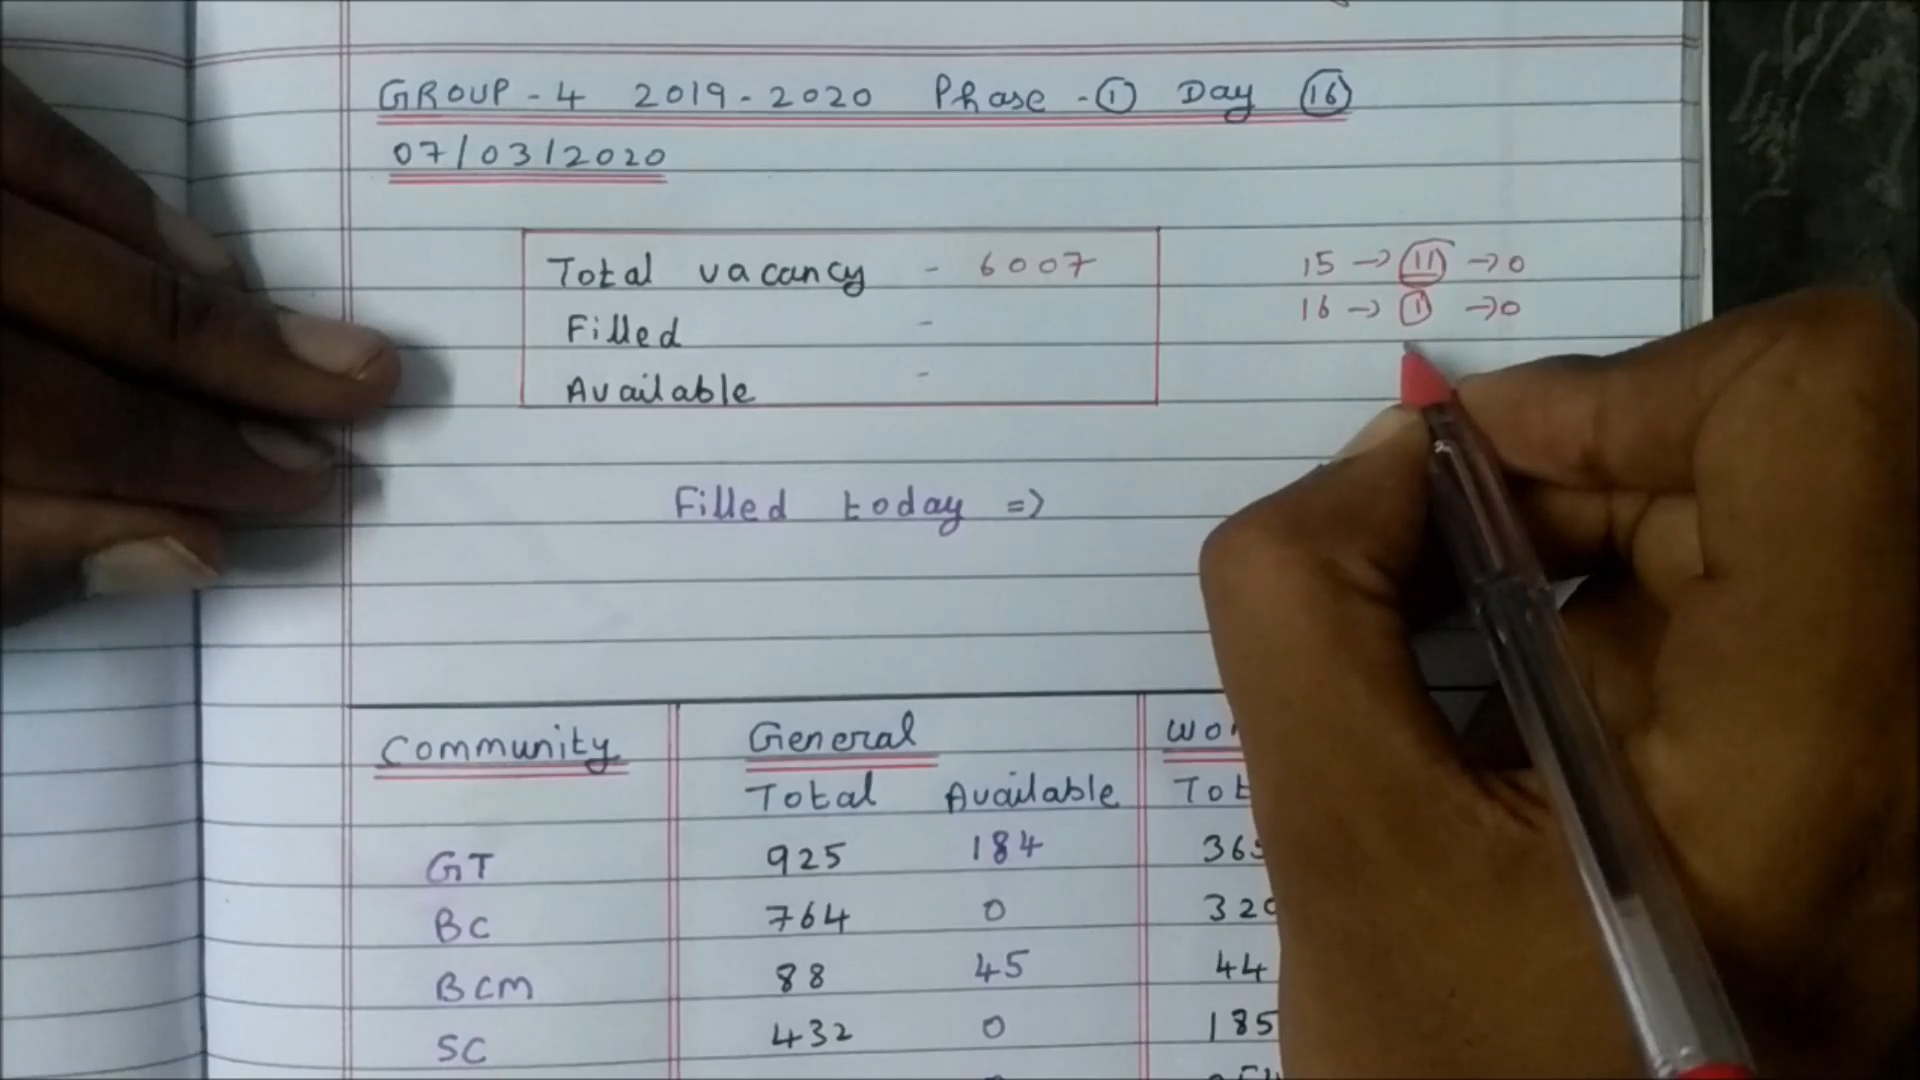 GROUP - 4 2019 - 2020 Phase - ① Day ⑯
07/03/2020
Total vacancy - 6007
Filled -
Available -
15 → ⑪ → 0
16 → ① → 0
Filled today ⇒
Community General
Total Available
GT 925 184
BC 764 0
BCM 88 45 44
SC 432 0 185